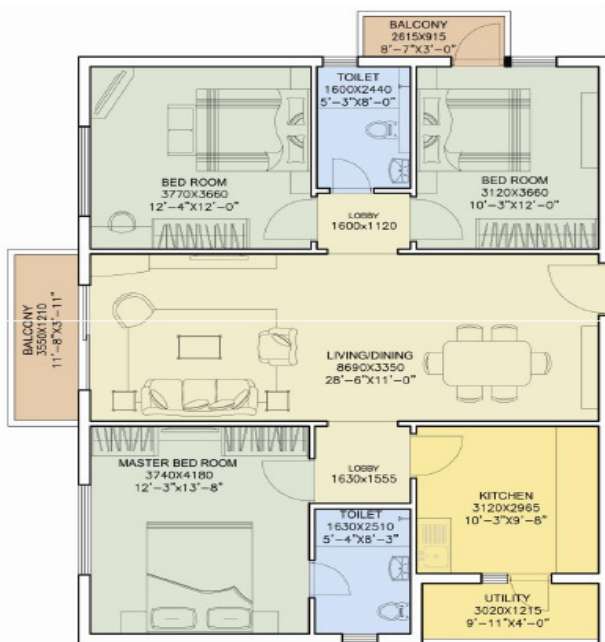 BALCONY
2615X915
8'-7"X3'-0"
TOILET
1600X2440
5'-3"X8'-0"
BED ROOM
3770X3660
12'-4"X12'-0"
BED ROOM
3120X3660
10'-3"X12'-0"
LOBBY
1600x1120
BALCONY
3550X1210
11'-8"X3'-11"
LIVING/DINING
8690X3350
28'-6"X11'-0"
MASTER BED ROOM
3740X4180
12'-3"x13'-8"
LOBBY
1630x1555
KITCHEN
3120X2965
10'-3"X9'-8"
TOILET
1630X2510
5'-4"X8'-3"
UTILITY
3020X1215
9'-11"X4'-0"